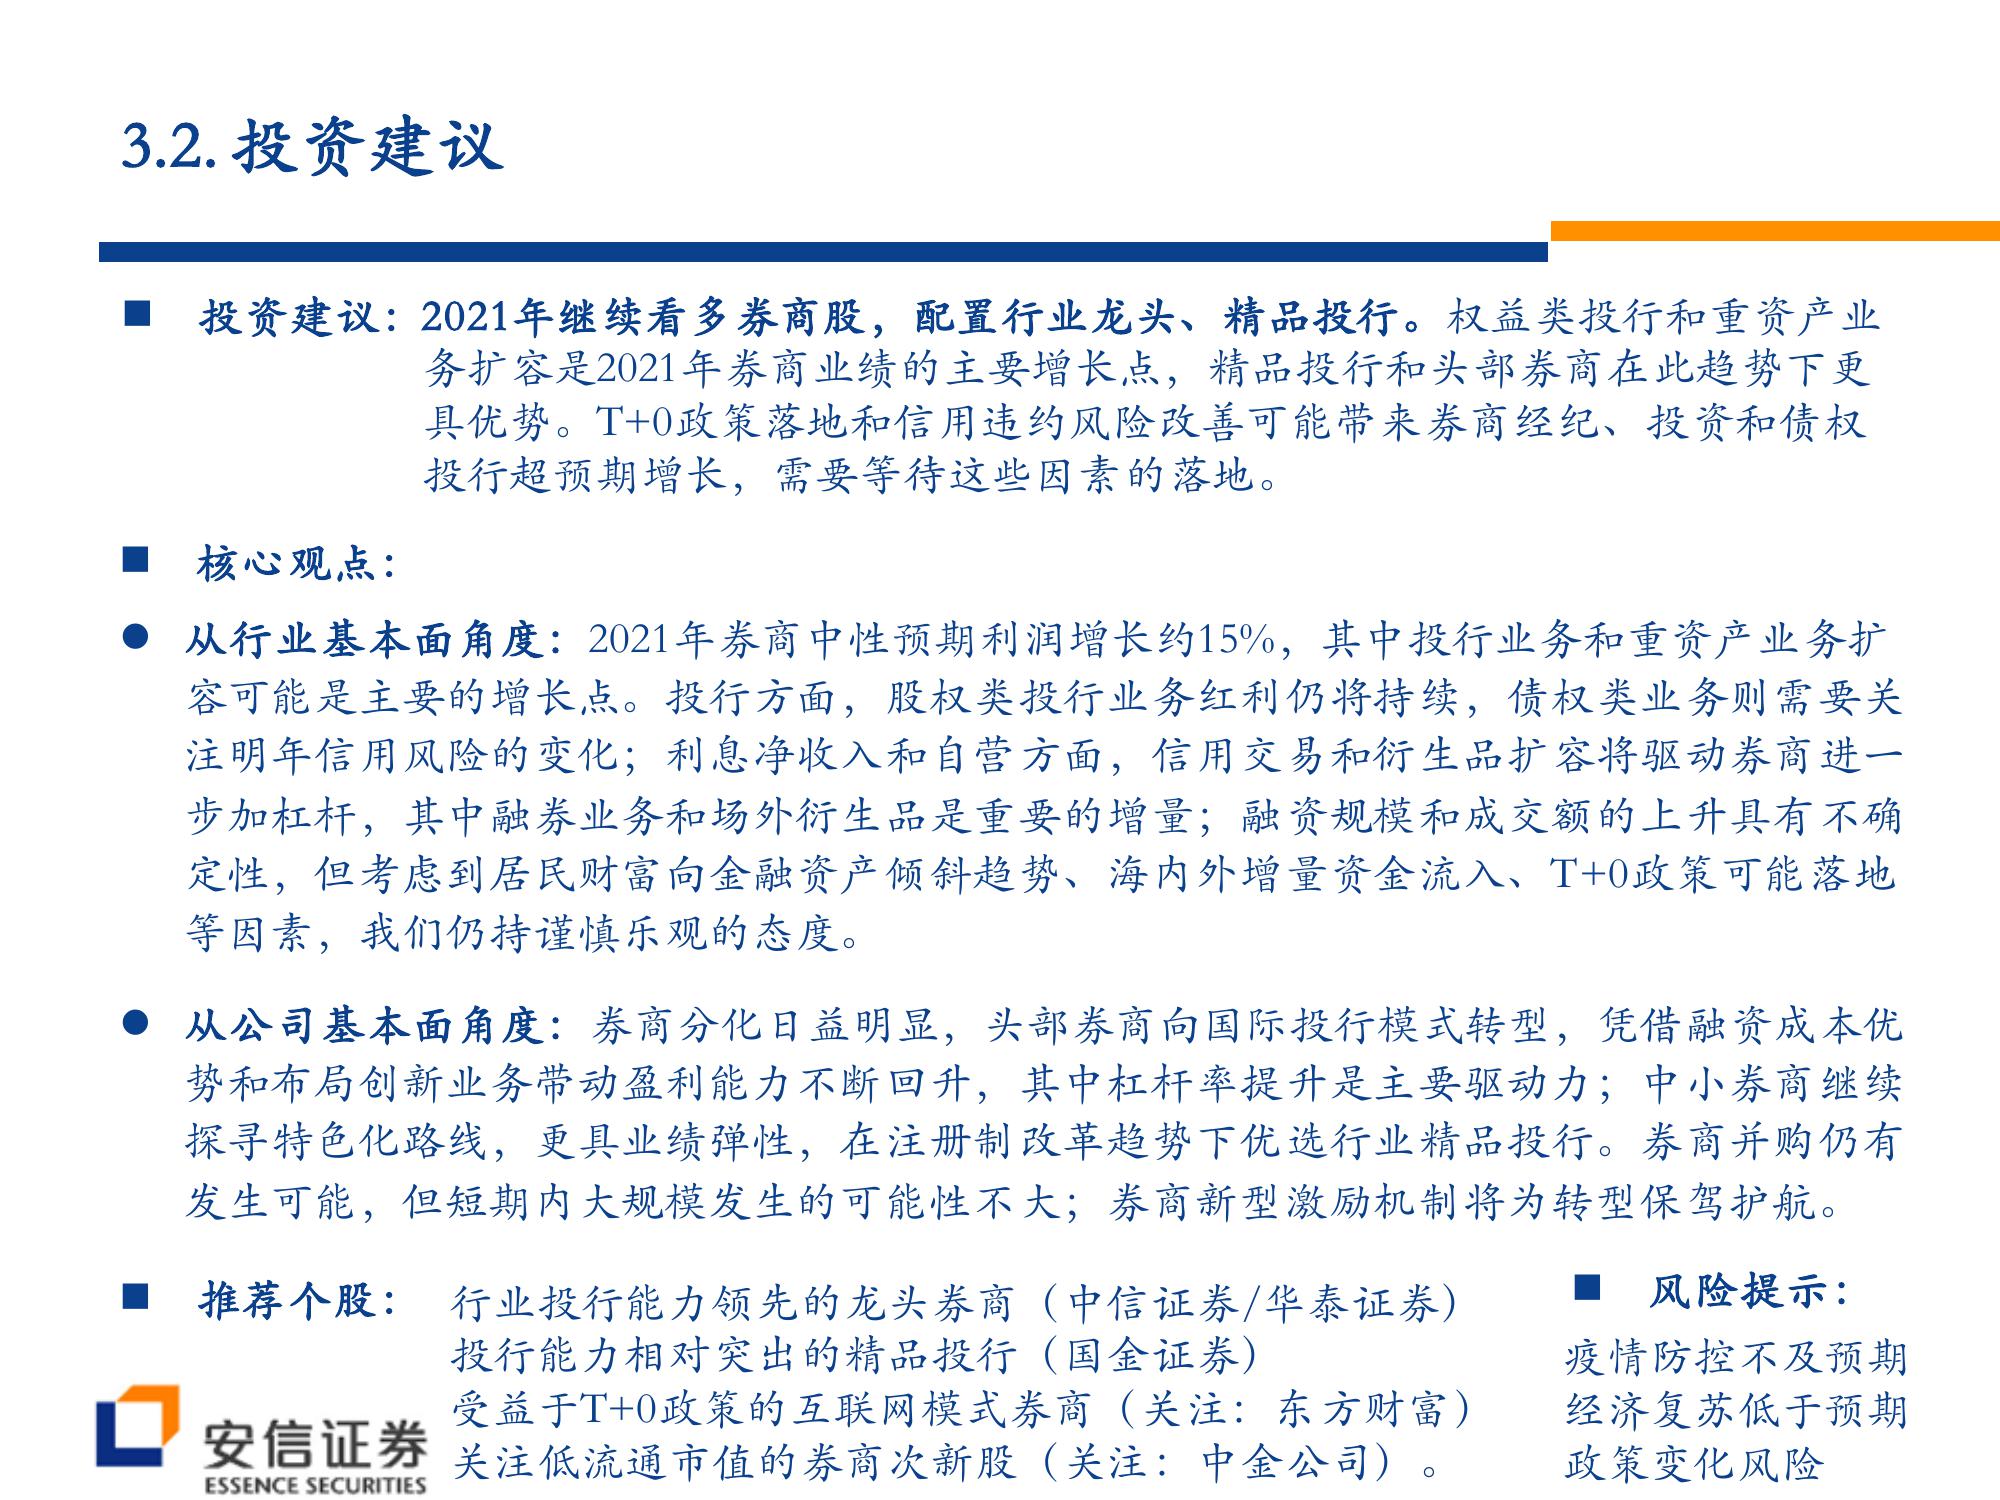 3.2. 投资建议
投资建议：2021年继续看多券商股，配置行业龙头、精品投行。权益类投行和重资产业
务扩容是2021年券商业绩的主要增长点，精品投行和头部券商在此趋势下更
具优势。T+0政策落地和信用违约风险改善可能带来券商经纪、投资和债权
投行超预期增长，需要等待这些因素的落地。
核心观点：
从行业基本面角度：2021年券商中性预期利润增长约15%，其中投行业务和重资产业务扩
容可能是主要的增长点。投行方面，股权类投行业务红利仍将持续，债权类业务则需要关
注明年信用风险的变化；利息净收入和自营方面，信用交易和衍生品扩容将驱动券商进一
步加杠杆，其中融券业务和场外衍生品是重要的增量；融资规模和成交额的上升具有不确
定性，但考虑到居民财富向金融资产倾斜趋势、海内外增量资金流入、T+0政策可能落地
等因素，我们仍持谨慎乐观的态度。
从公司基本面角度：券商分化日益明显，头部券商向国际投行模式转型，凭借融资成本优
势和布局创新业务带动盈利能力不断回升，其中杠杆率提升是主要驱动力；中小券商继续
探寻特色化路线，更具业绩弹性，在注册制改革趋势下优选行业精品投行。券商并购仍有
发生可能，但短期内大规模发生的可能性不大；券商新型激励机制将为转型保驾护航。
推荐个股：
行业投行能力领先的龙头券商（中信证券/华泰证券）
投行能力相对突出的精品投行（国金证券）
受益于T+0政策的互联网模式券商（关注：东方财富）
关注低流通市值的券商次新股（关注：中金公司）。
风险提示：
疫情防控不及预期
经济复苏低于预期
政策变化风险
安信证券
ESSENCE SECURITIES